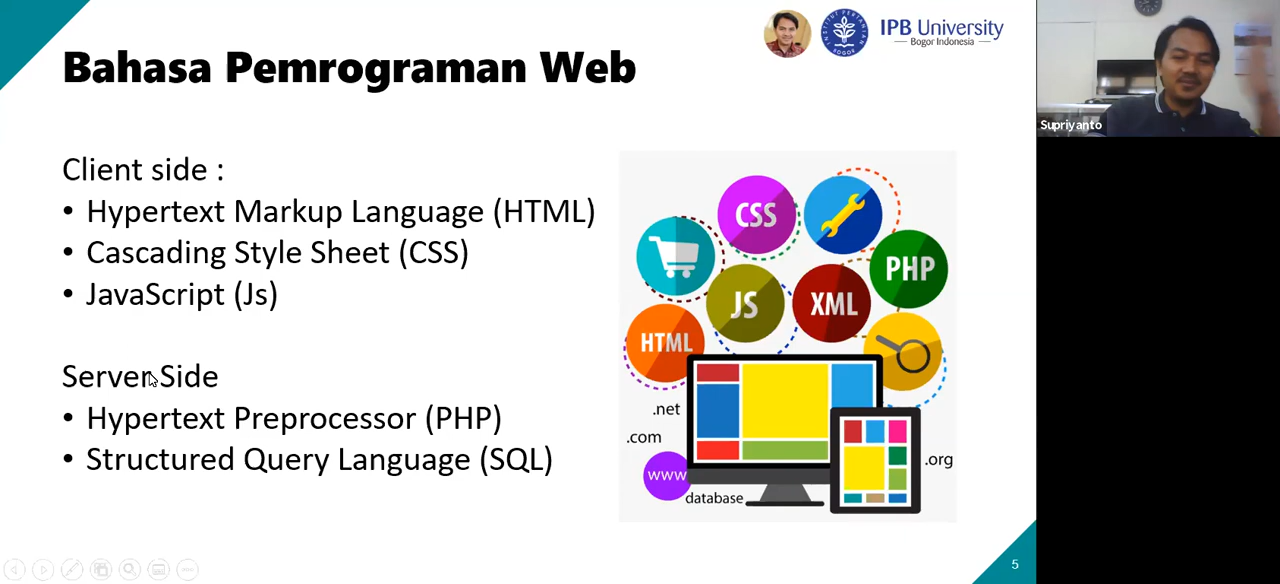 IPB University
Bogor Indonesia
Bahasa Pemrograman Web
Supriyanto
Client side :
• Hypertext Markup Language (HTML)
• Cascading Style Sheet (CSS)
• JavaScript (Js)
Server Side
• Hypertext Preprocessor (PHP)
• Structured Query Language (SQL)
CSS
PHP
JS
XML
HTML
.net
.com
www
database
.org
5